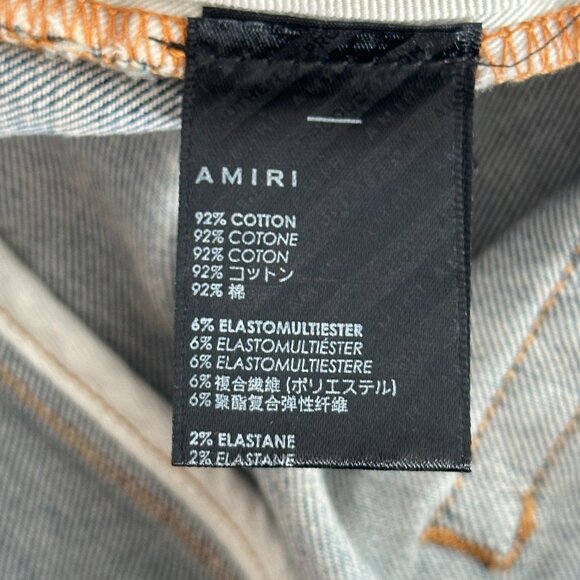 AMIRI
92% COTTON
92% COTONE
92% COTON
92% コットン
92% 棉
6% ELASTOMULTIESTER
6% ELASTOMULTIÉSTER
6% ELASTOMULTIESTERE
6% 複合繊維 (ポリエステル)
6% 聚酯复合弹性纤维
2% ELASTANE
2% ELASTANE